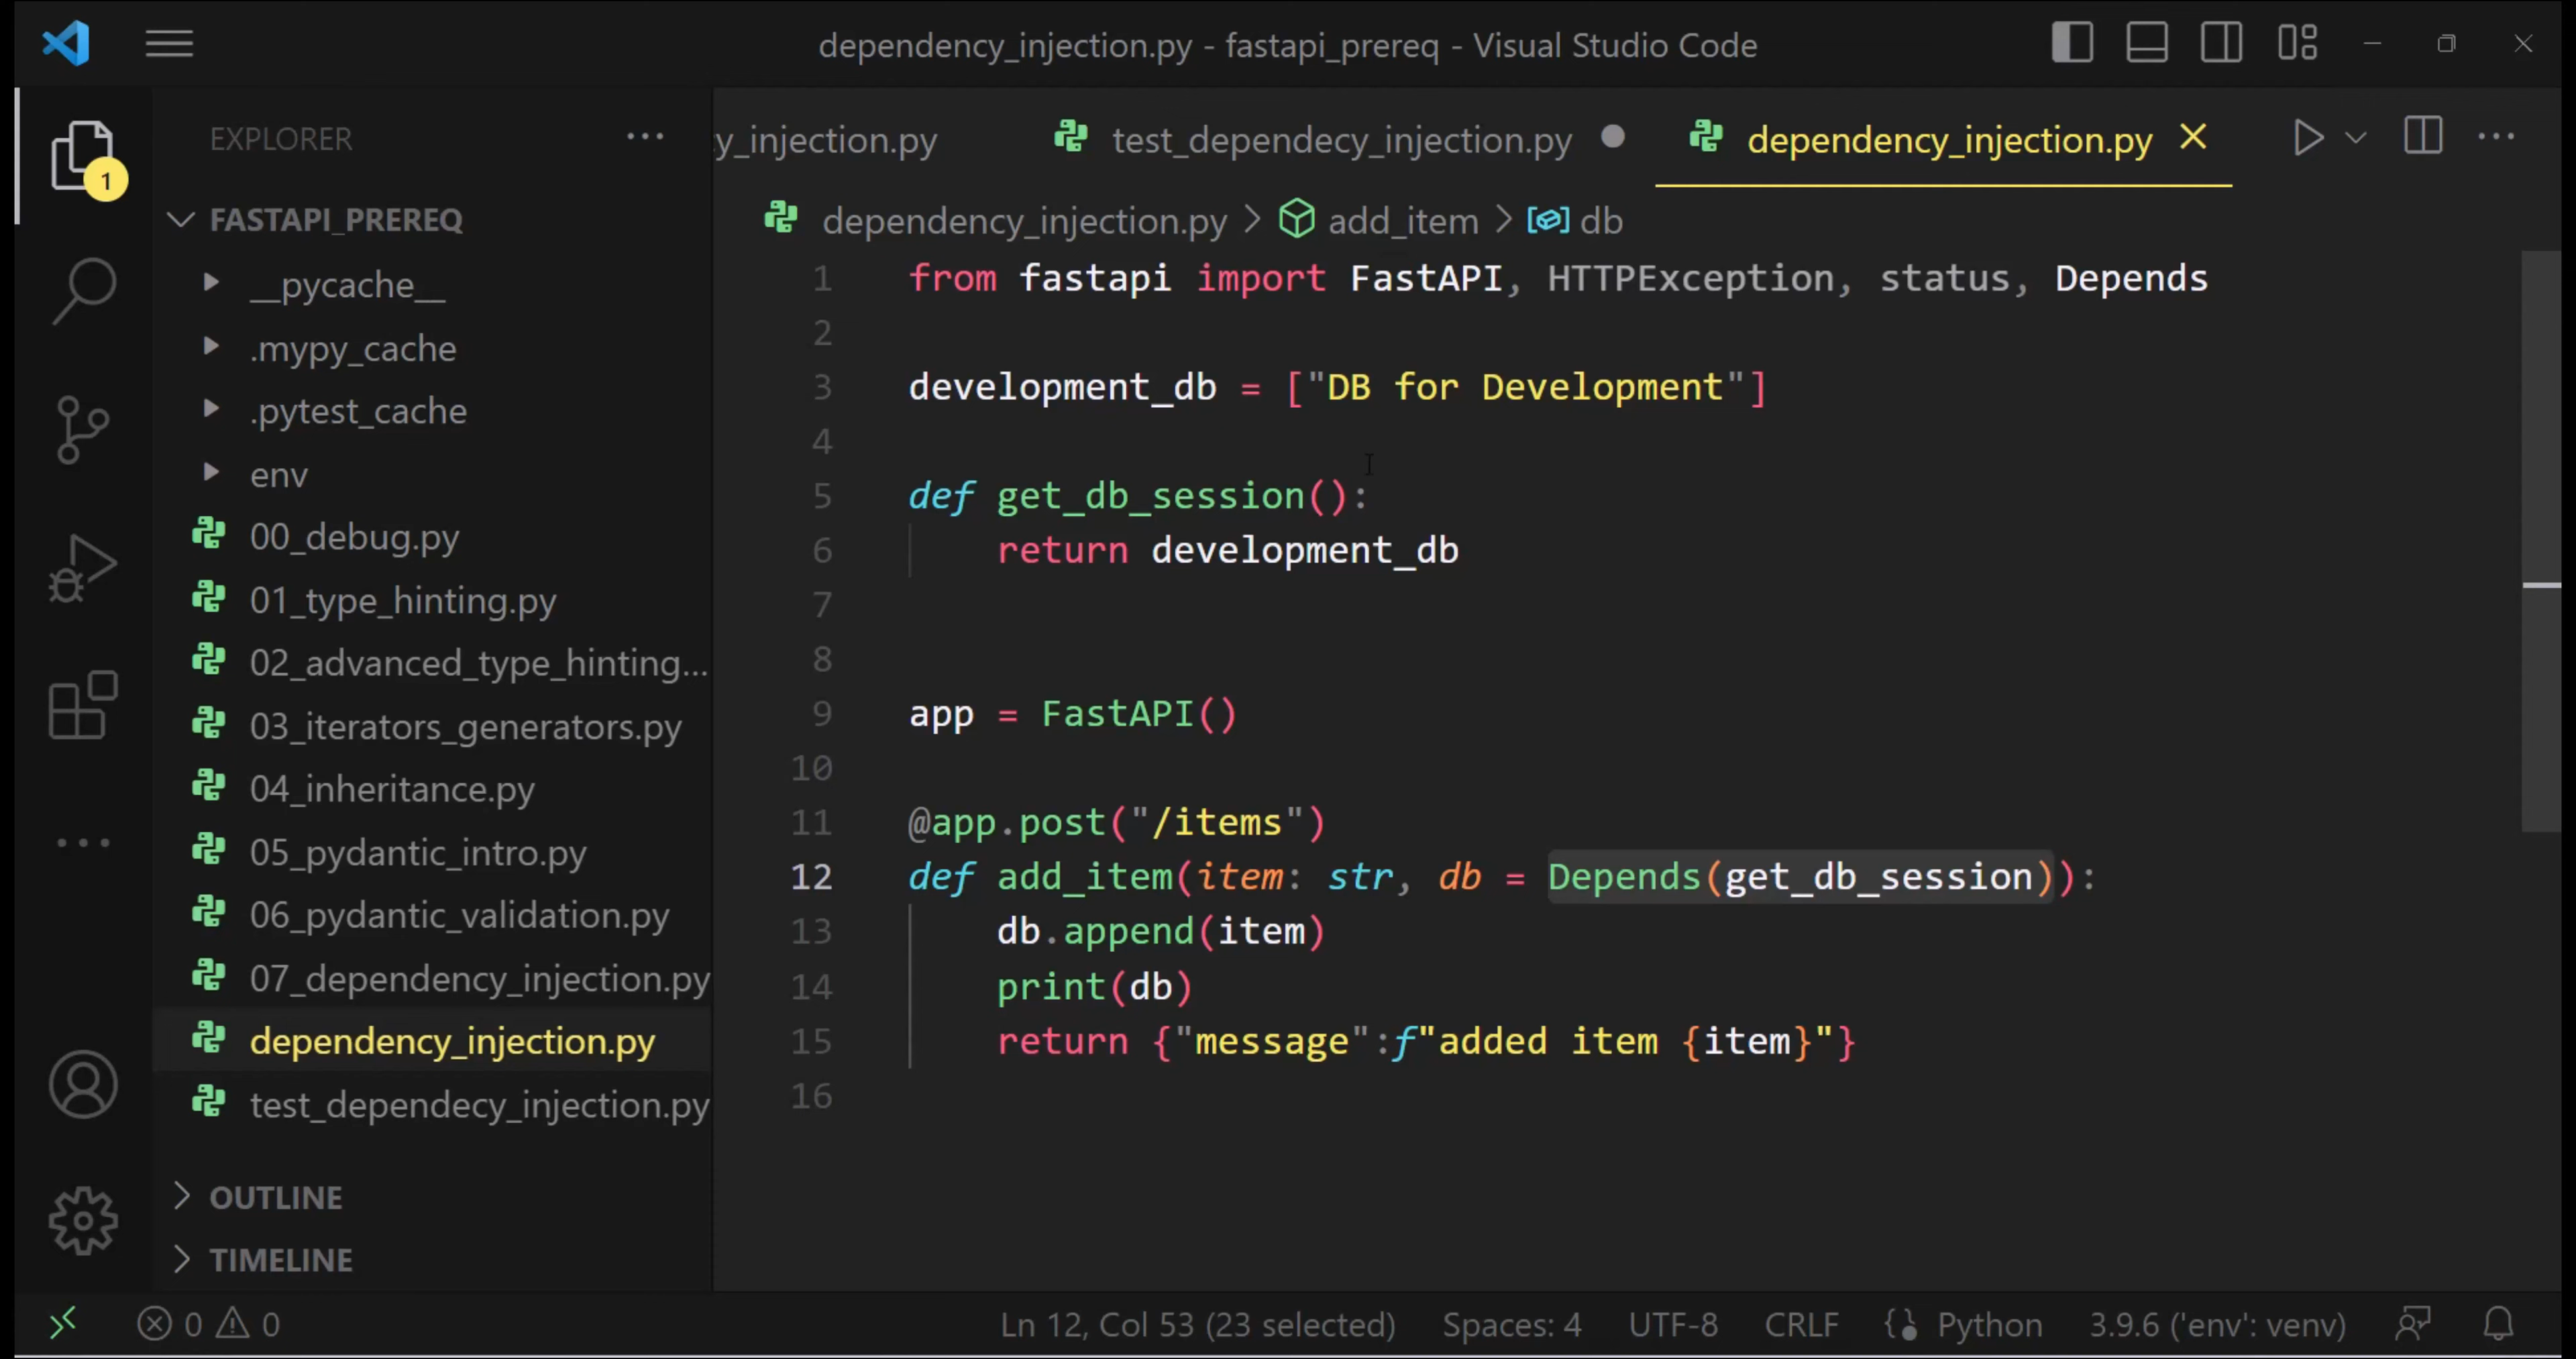 dependency_injection.py - fastapi_prereq - Visual Studio Code
EXPLORER
1
FASTAPI_PREREQ
__pycache__
.mypy_cache
.pytest_cache
env
00_debug.py
01_type_hinting.py
02_advanced_type_hinting...
03_iterators_generators.py
04_inheritance.py
05_pydantic_intro.py
06_pydantic_validation.py
07_dependency_injection.py
dependency_injection.py
test_dependecy_injection.py
OUTLINE
TIMELINE
y_injection.py test_dependecy_injection.py dependency_injection.py
dependency_injection.py > add_item > db
1 from fastapi import FastAPI, HTTPException, status, Depends
2
3 development_db = ["DB for Development"]
4
5 def get_db_session():
6     return development_db
7
8
9 app = FastAPI()
10
11 @app.post("/items")
12 def add_item(item: str, db = Depends(get_db_session)):
13     db.append(item)
14     print(db)
15     return {"message":f"added item {item}"}
16
0 0 Ln 12, Col 53 (23 selected) Spaces: 4 UTF-8 CRLF Python 3.9.6 ('env': venv)